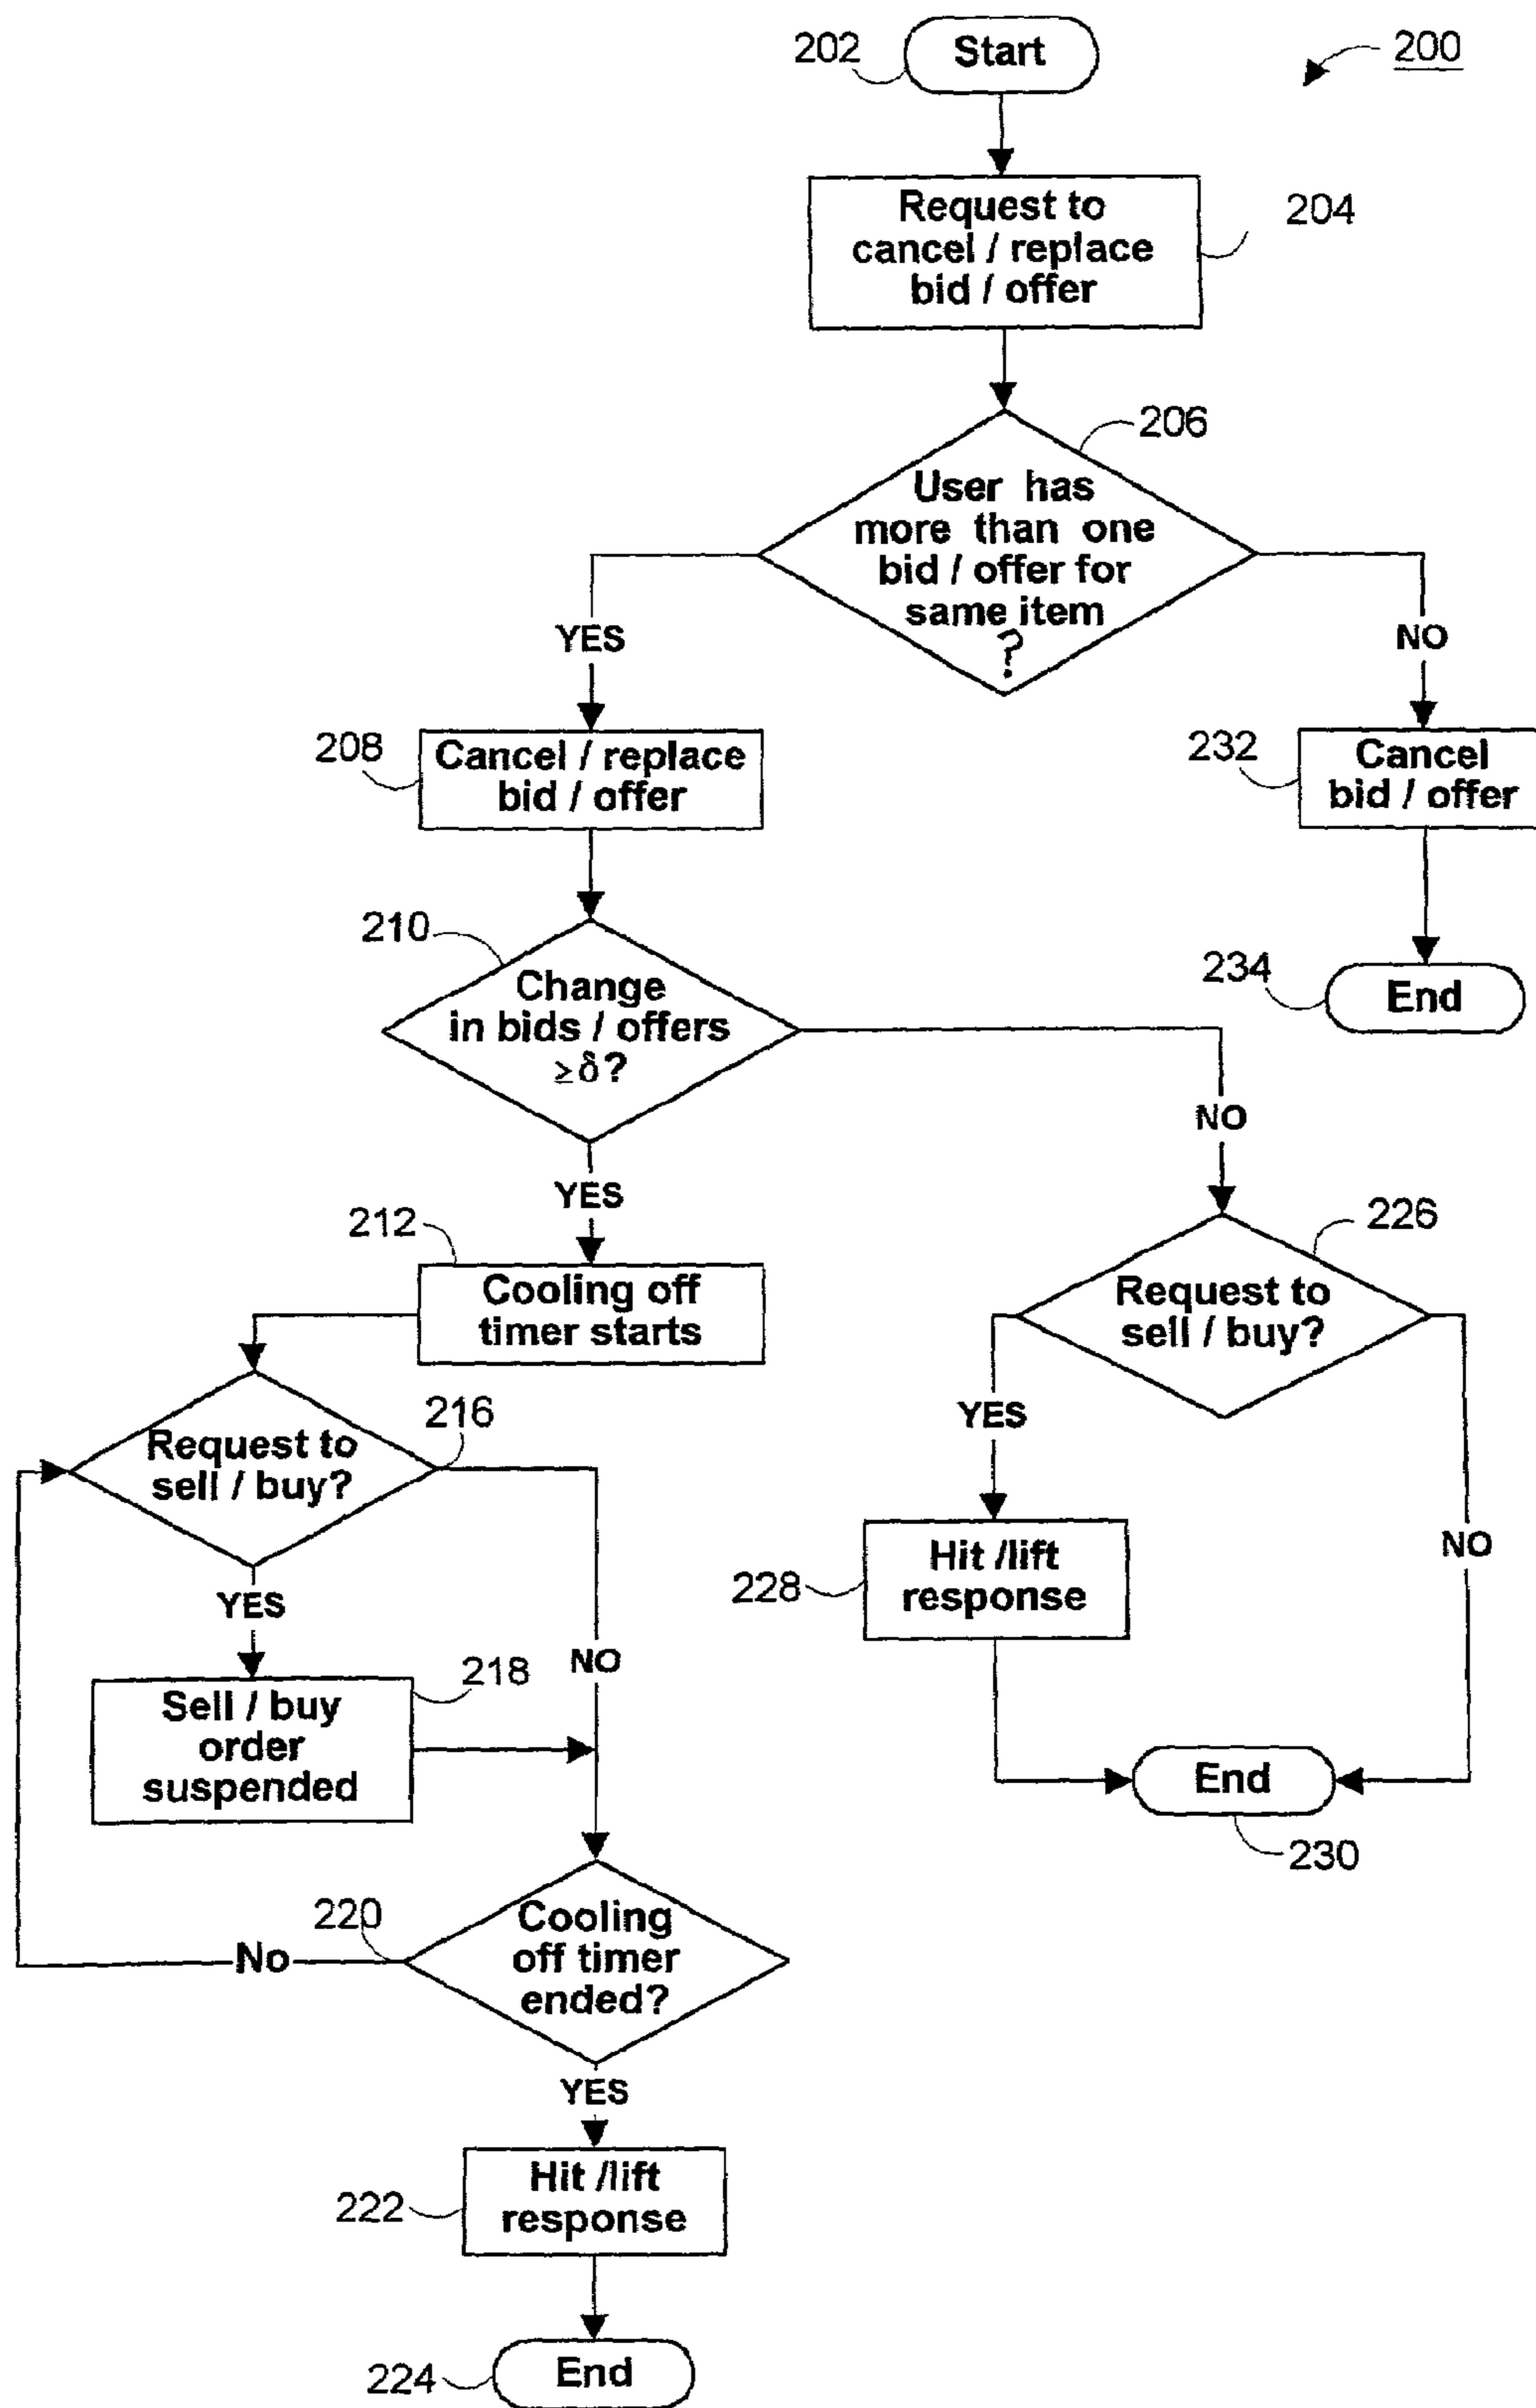 202
Start
200
Request to
cancel / replace
bid / offer
204
206
User has
more than one
bid / offer for
same item
?
YES
NO
208
Cancel / replace
bid / offer
232
Cancel
bid / offer
210
Change
in bids / offers
≥δ?
234
End
NO
YES
212
Cooling off
timer starts
226
Request to
sell / buy?
216
Request to
sell / buy?
YES
NO
228
Hit /lift
response
YES
NO
218
Sell / buy
order
suspended
End
230
220
Cooling
off timer
ended?
No
YES
222
Hit /lift
response
224
End